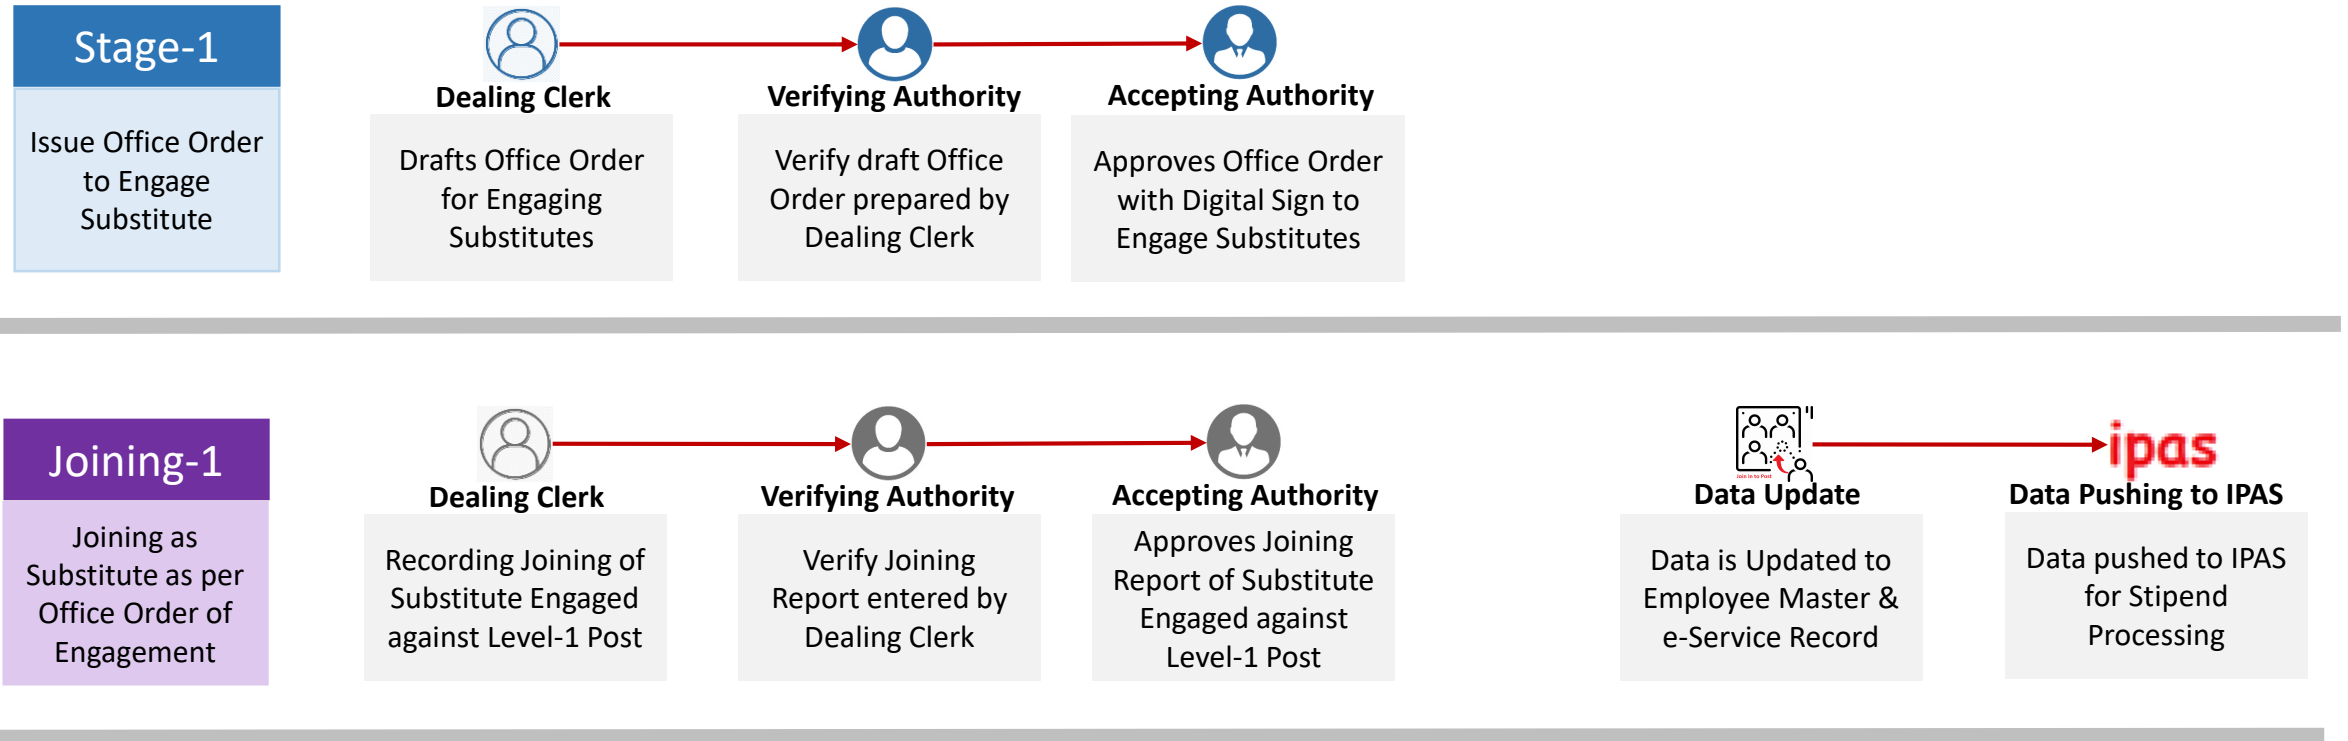 Stage-1
Issue Office Order
to Engage
Substitute
Dealing Clerk
Drafts Office Order
for Engaging
Substitutes
Verifying Authority
Verify draft Office
Order prepared by
Dealing Clerk
Accepting Authority
Approves Office Order
with Digital Sign to
Engage Substitutes
Joining-1
Joining as
Substitute as per
Office Order of
Engagement
Dealing Clerk
Recording Joining of
Substitute Engaged
against Level-1 Post
Verifying Authority
Verify Joining
Report entered by
Dealing Clerk
Accepting Authority
Approves Joining
Report of Substitute
Engaged against
Level-1 Post
"
Join in to Post
Data Update
Data is Updated to
Employee Master &
e-Service Record
ipas
Data Pushing to IPAS
Data pushed to IPAS
for Stipend
Processing